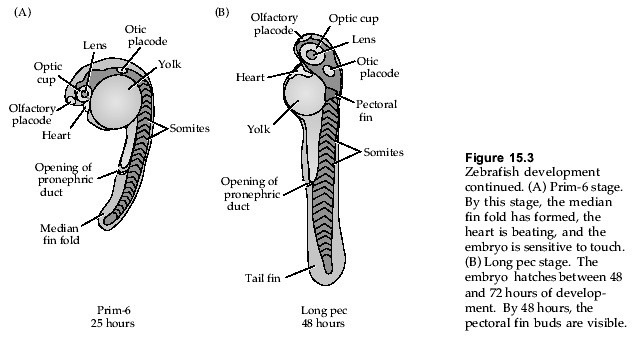 (A)
Lens
Otic
placode
Optic
cup
Yolk
Olfactory
placode
Heart
Somites
Opening of
pronephric
duct
Median
fin fold
Prim-6
25 hours
(B)
Olfactory
placode
Optic cup
Lens
Heart
Otic
placode
Pectoral
fin
Yolk
Somites
Opening of
pronephric
duct
Tail fin
Long pec
48 hours
Figure 15.3
Zebrafish development
continued. (A) Prim-6 stage.
By this stage, the median
fin fold has formed, the
heart is beating, and the
embryo is sensitive to touch.
(B) Long pec stage. The
embryo hatches between 48
and 72 hours of develop-
ment. By 48 hours, the
pectoral fin buds are visible.